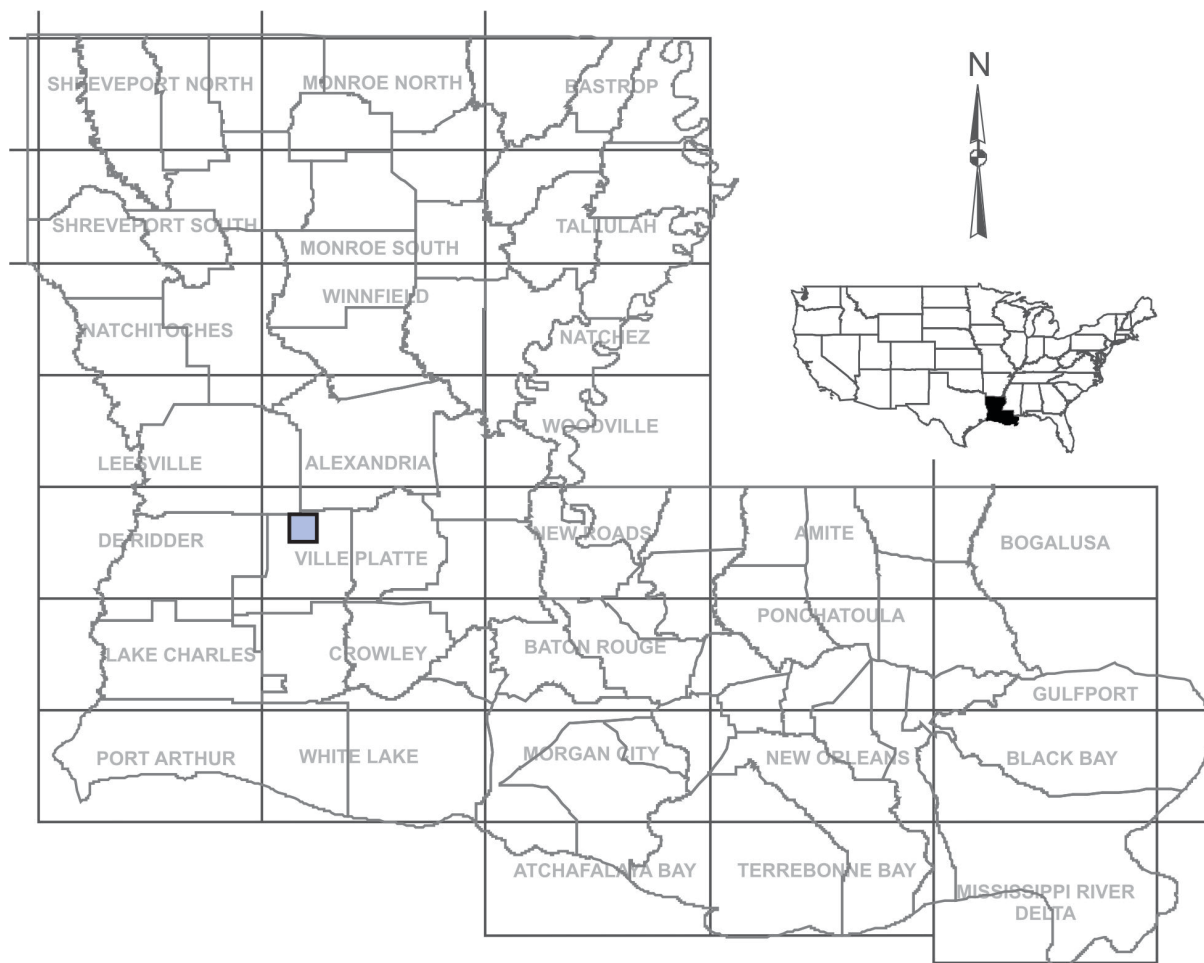 N
SHREVEPORT NORTH
MONROE NORTH
BASTROP
SHREVEPORT SOUTH
MONROE SOUTH
TALLULAH
NATCHITOCHES
WINNFIELD
NATCHEZ
LEESVILLE
ALEXANDRIA
WOODVILLE
DE RIDDER
VILLE PLATTE
NEW ROADS
AMITE
BOGALUSA
LAKE CHARLES
CROWLEY
BATON ROUGE
PONCHATOULA
GULFPORT
PORT ARTHUR
WHITE LAKE
MORGAN CITY
NEW ORLEANS
BLACK BAY
ATCHAFALAYA BAY
TERREBONNE BAY
MISSISSIPPI RIVER
DELTA